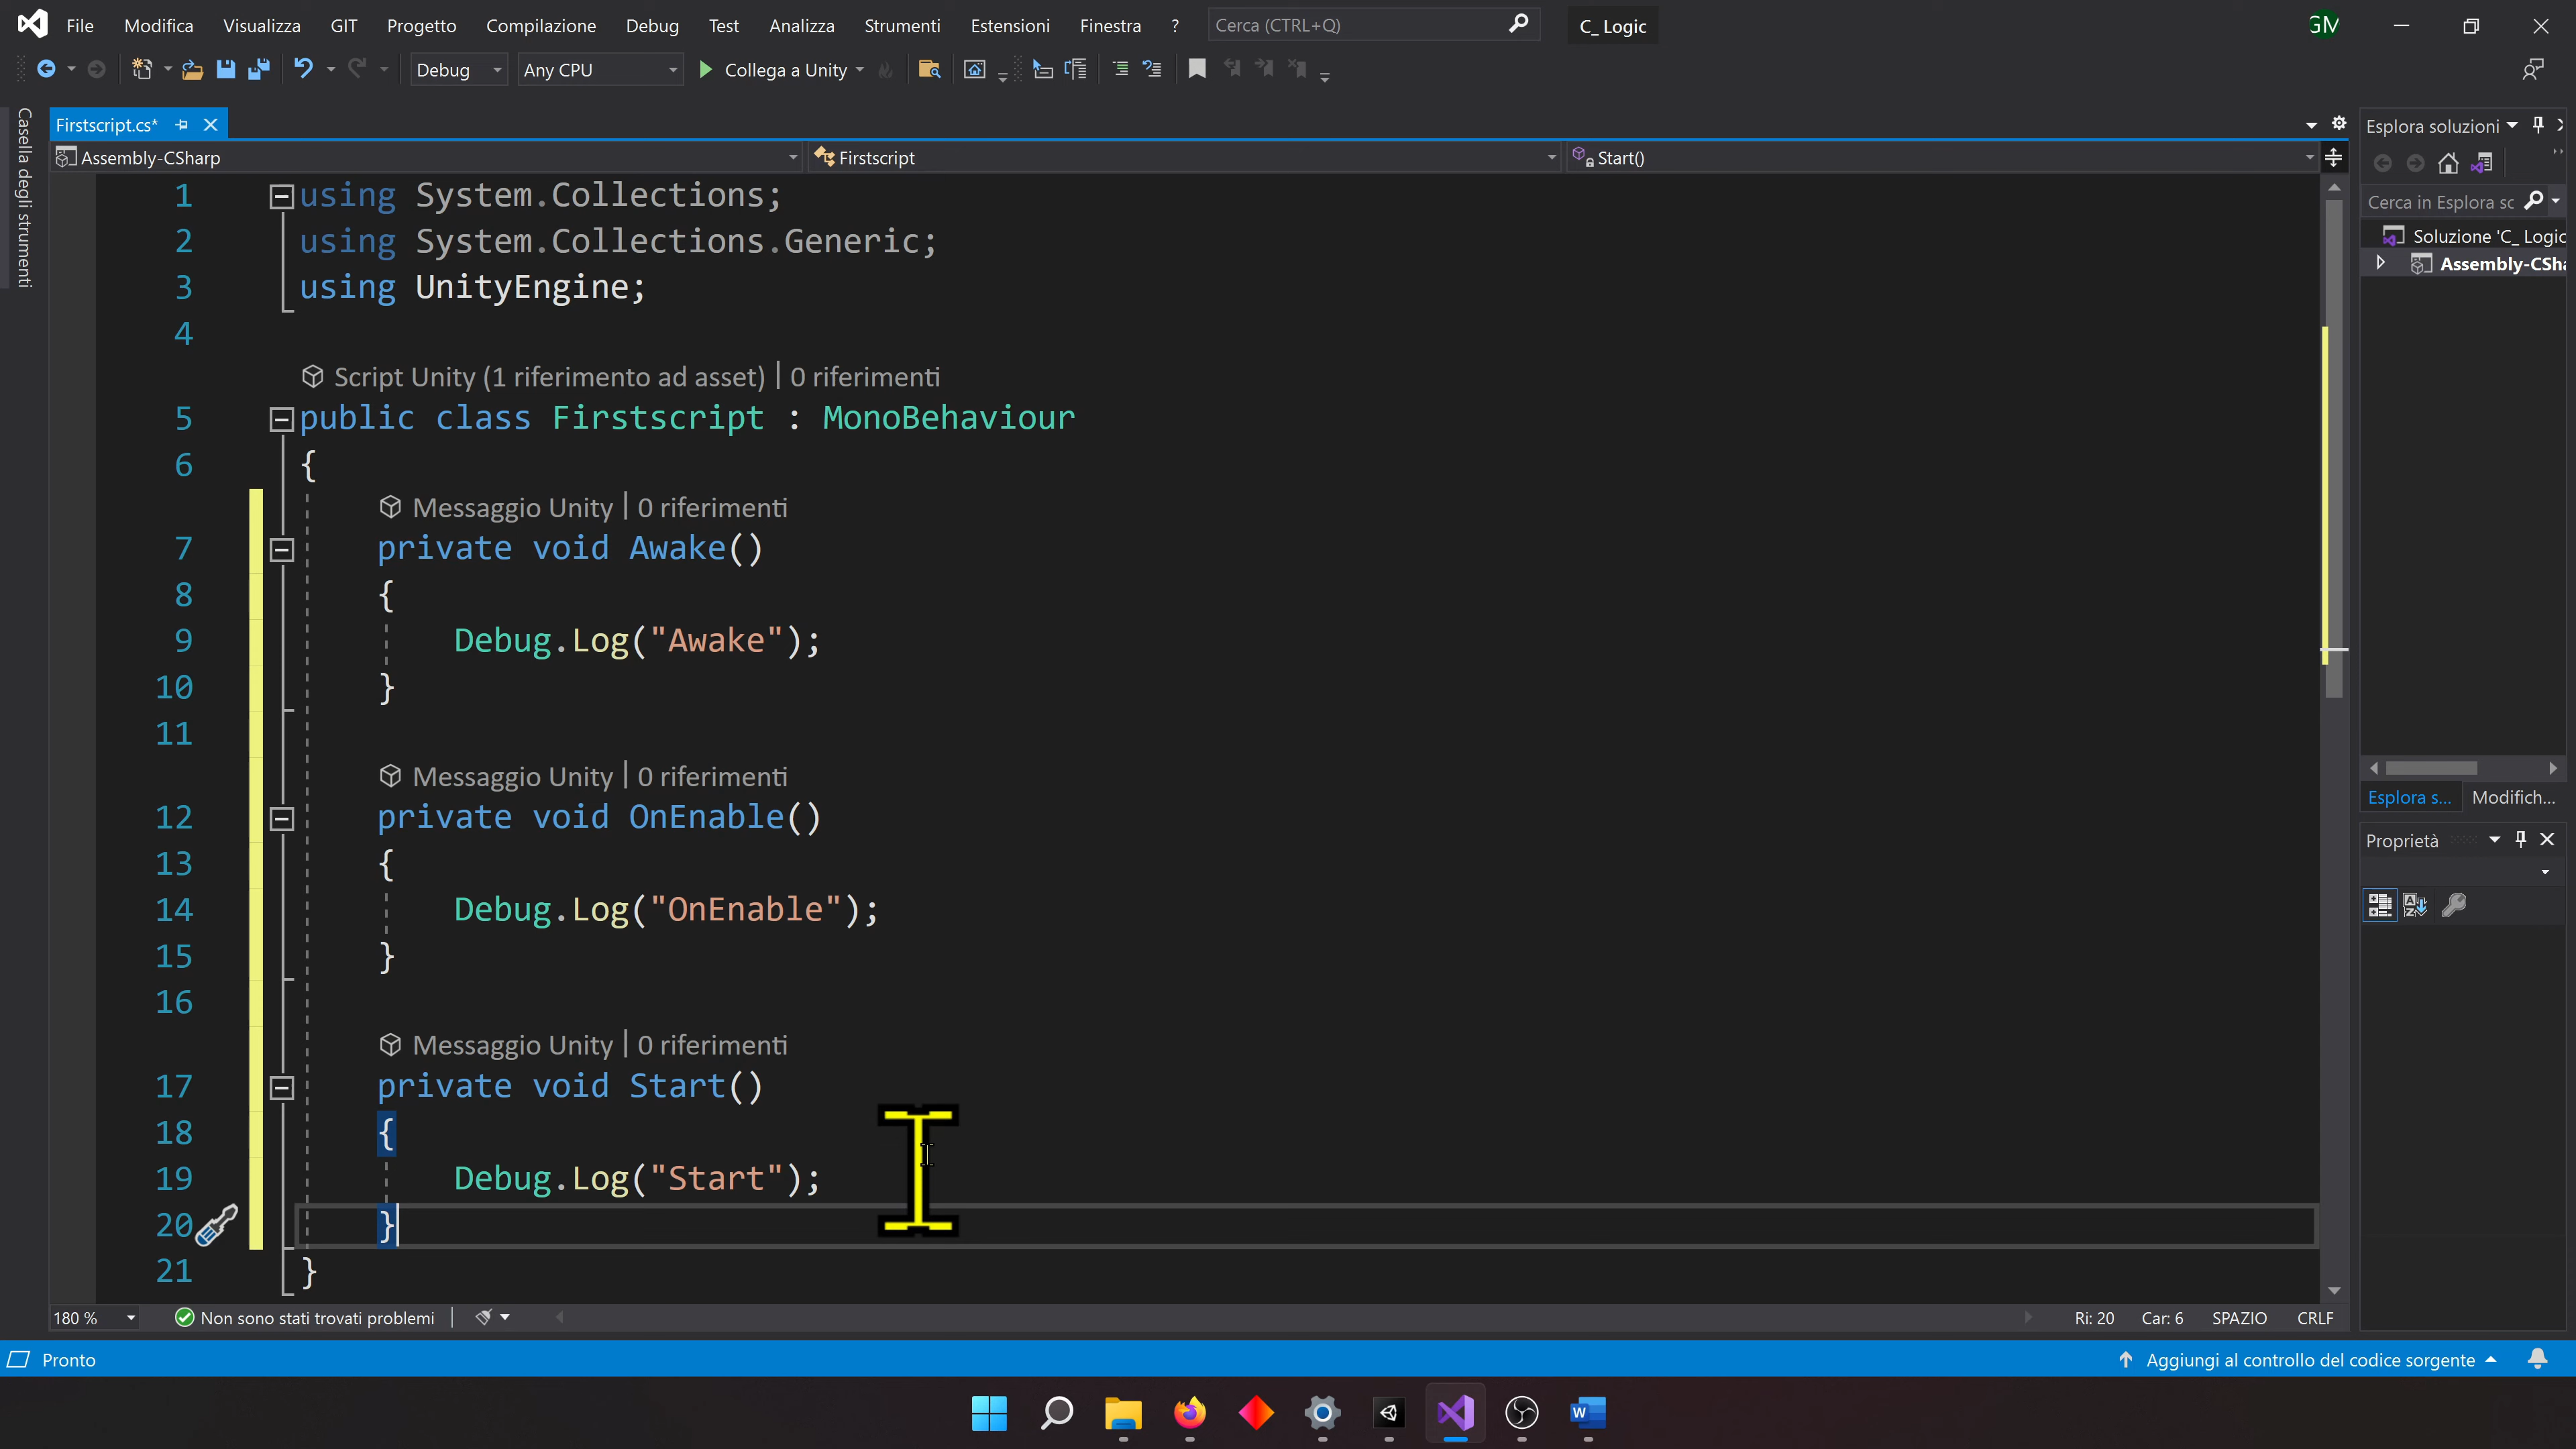 File Modifica Visualizza GIT Progetto Compilazione Debug Test Analizza Strumenti Estensioni Finestra ? Cerca (CTRL+Q) C_ Logic GM
Debug Any CPU Collega a Unity
Casella degli strumenti
Firstscript.cs*
Assembly-CSharp Firstscript Start()
1 using System.Collections;
2 using System.Collections.Generic;
3 using UnityEngine;
4
Script Unity (1 riferimento ad asset) | 0 riferimenti
5 public class Firstscript : MonoBehaviour
6 {
Messaggio Unity | 0 riferimenti
7 private void Awake()
8 {
9 Debug.Log("Awake");
10 }
11
Messaggio Unity | 0 riferimenti
12 private void OnEnable()
13 {
14 Debug.Log("OnEnable");
15 }
16
Messaggio Unity | 0 riferimenti
17 private void Start()
18 {
19 Debug.Log("Start");
20 }
21 }
Esplora soluzioni
Cerca in Esplora sc
Soluzione 'C_ Logic
Assembly-CSha
Esplora s... Modifich...
Proprietà
180 % Non sono stati trovati problemi Ri: 20 Car: 6 SPAZIO CRLF
Pronto Aggiungi al controllo del codice sorgente